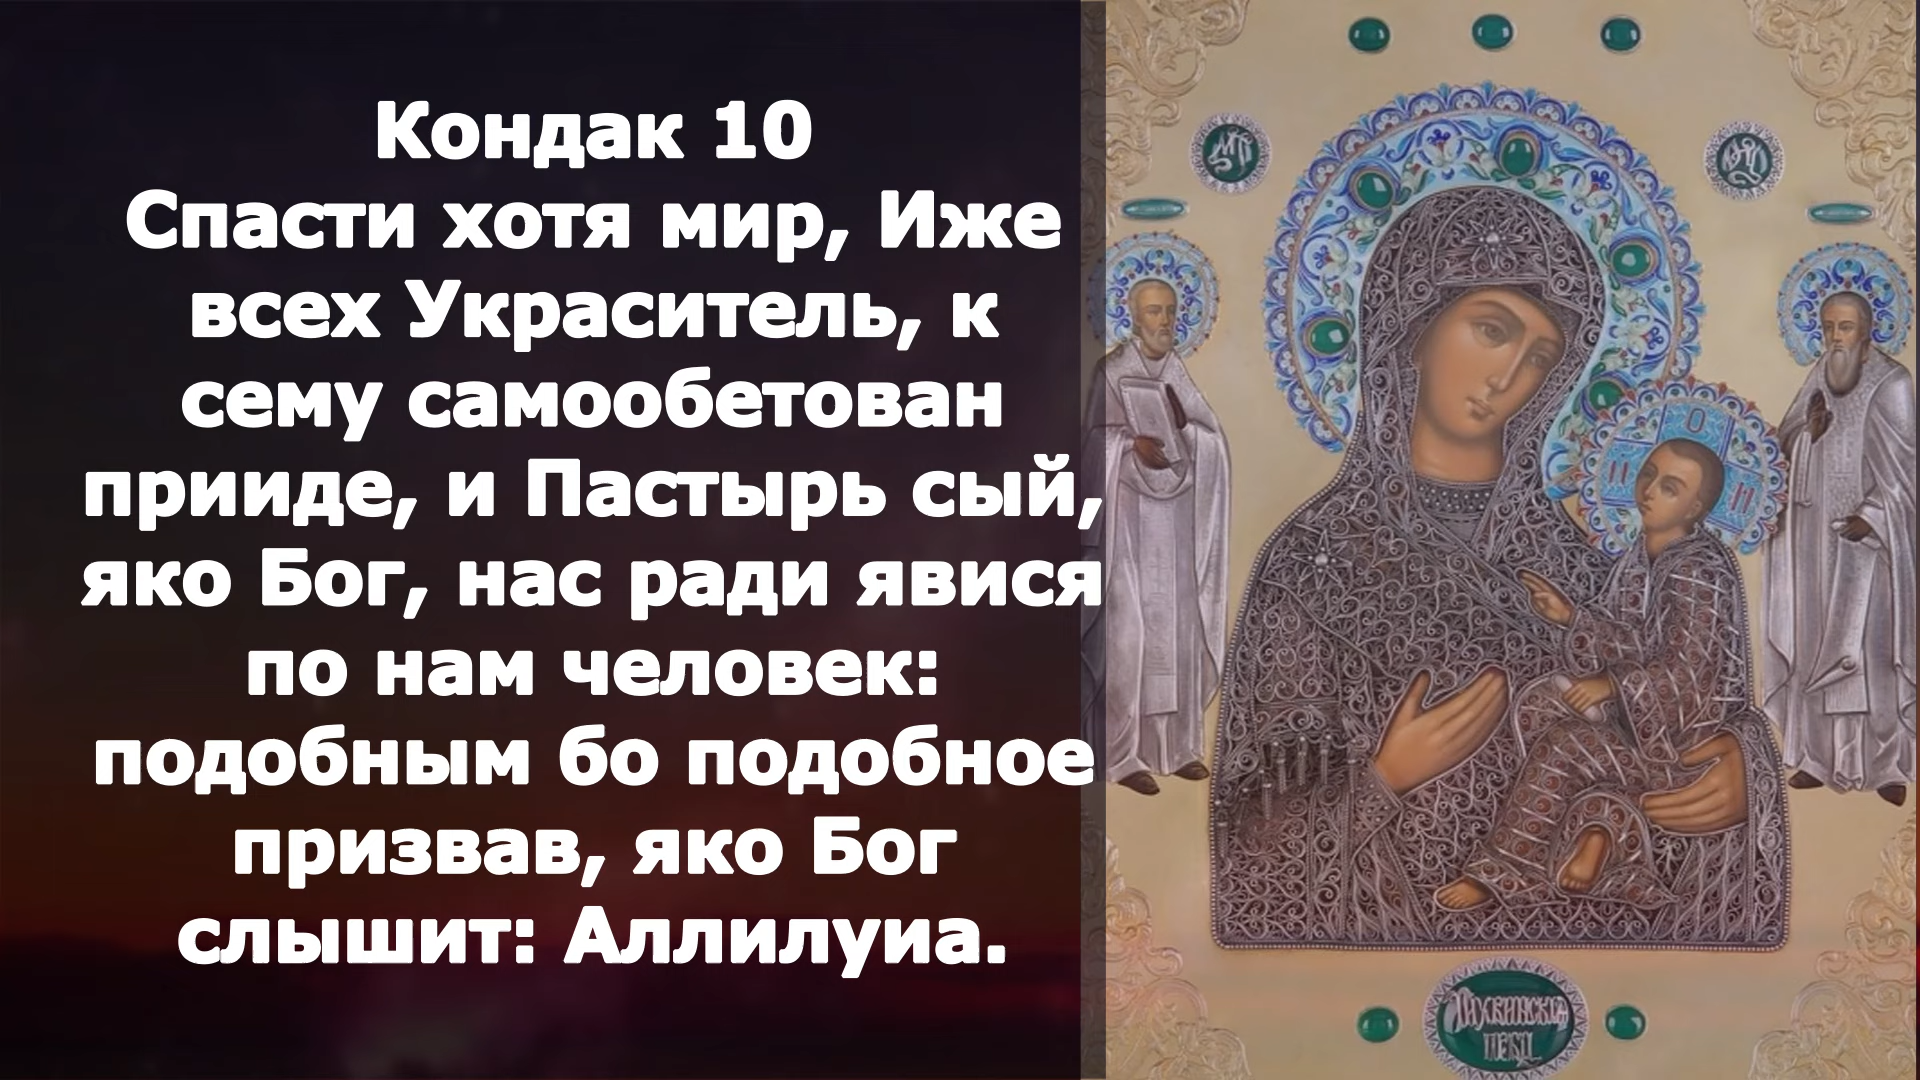 Кондак 10
Спасти хотя мир, Иже
всех Украситель, к
сему самообетован
прииде, и Пастырь сый,
яко Бог, нас ради явися
по нам человек:
подобным бо подобное
призвав, яко Бог
слышит: Аллилуиа.